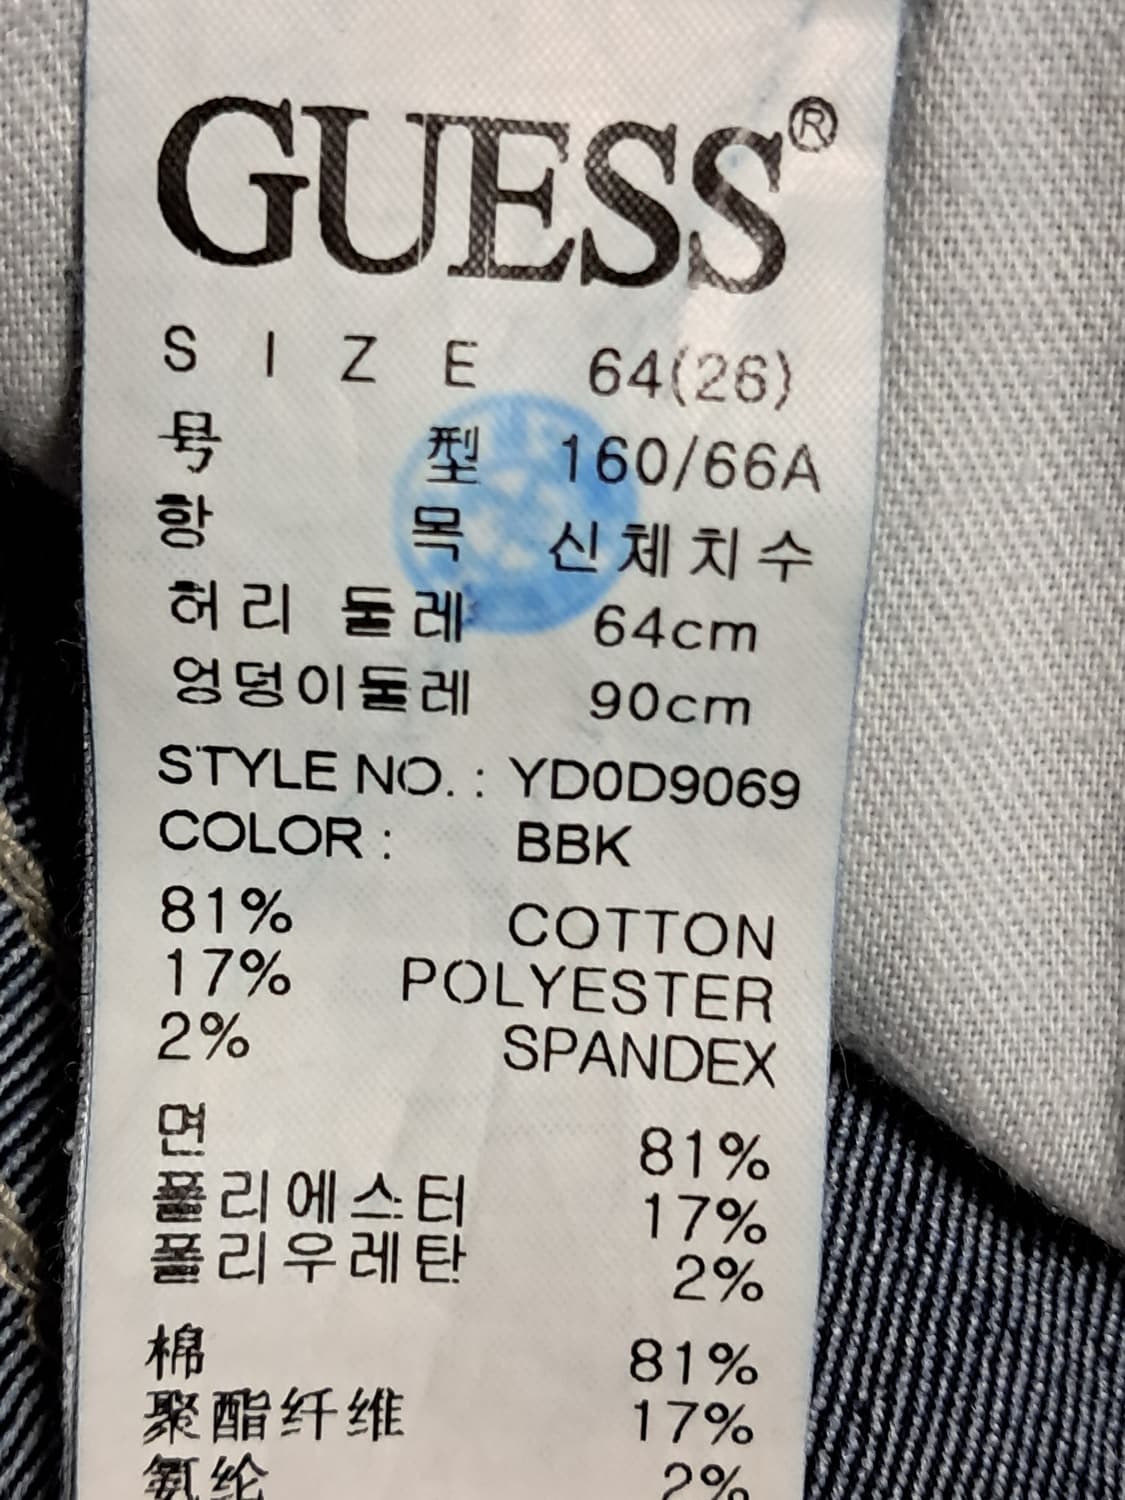 GUESS®
SIZE 64(26)
号型 160/66A
항목 신체치수
허리 둘레 64cm
엉덩이둘레 90cm
STYLE NO. : YD0D9069
COLOR : BBK
81% COTTON
17% POLYESTER
2% SPANDEX
면 81%
폴리에스터 17%
폴리우레탄 2%
棉 81%
聚酯纤维 17%
氨纶 2%